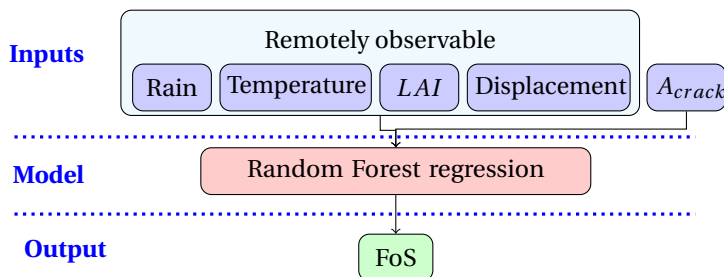 Remotely observable
Inputs
Rain Temperature LAI Displacement A_crack
Model Random Forest regression
Output FoS